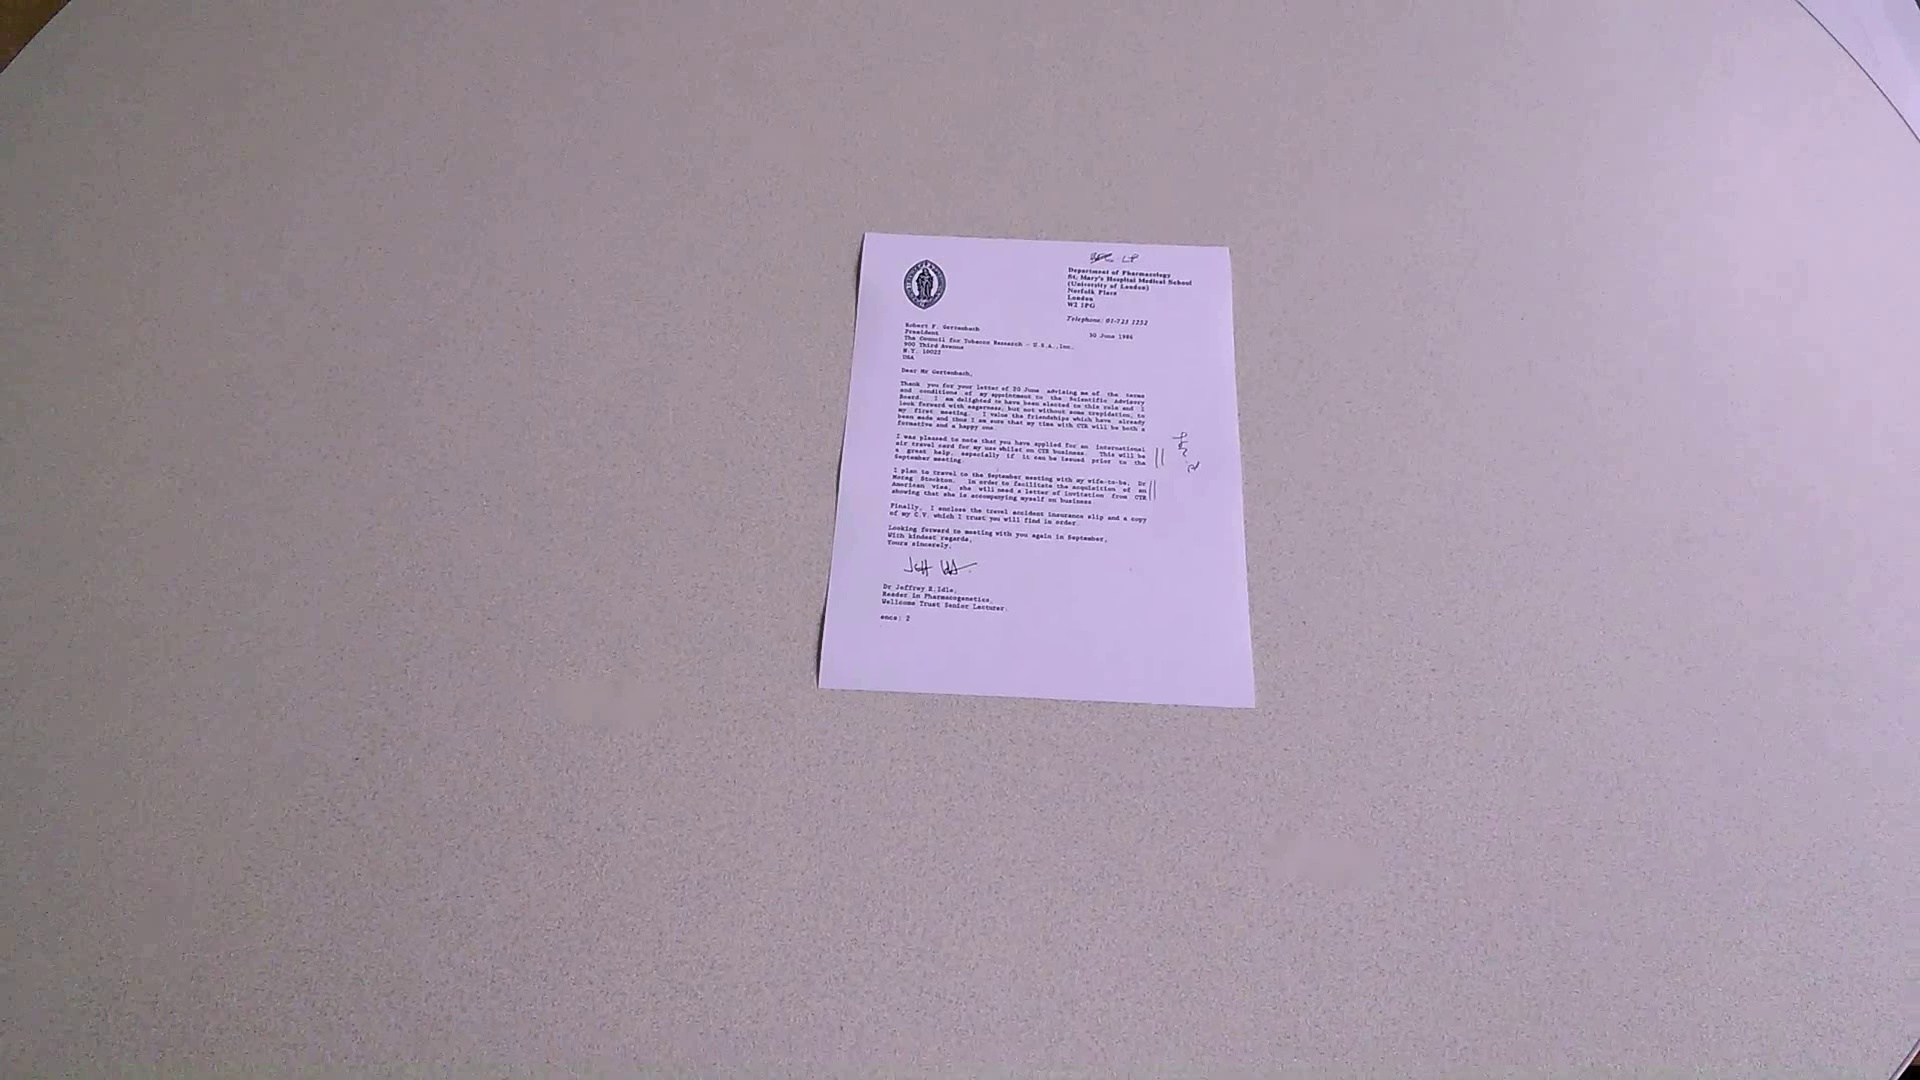 LP
Department of Pharmacology
St. Mary's Hospital Medical School
(University of London)
Norfolk Place
London
W2 1PG
Telephone: 01-723 1252
30 June 1986
Robert F. Gertenbach
President
The Council for Tobacco Research - U.S.A.,Inc.
900 Third Avenue
N.Y. 10022
USA
Dear Mr Gertenbach,
Thank you for your letter of 20 June advising me of the terms
and conditions of my appointment to the Scientific Advisory
Board. I am delighted to have been elected to this role and I
look forward with eagerness, but not without some trepidation, to
my first meeting. I value the friendships which have already
been made and thus I am sure that my time with CTR will be both a
formative and a happy one.
I was pleased to note that you have applied for an international
air travel card for my use whilst on CTR business. This will be
a great help, especially if it can be issued prior to the
September meeting.
I plan to travel to the September meeting with my wife-to-be, Dr
Morag Stockton. In order to facilitate the acquisition of an
American visa, she will need a letter of invitation from CTR
showing that she is accompanying myself on business.
Finally, I enclose the travel accident insurance slip and a copy
of my C.V. which I trust you will find in order.
Looking forward to meeting with you again in September,
With kindest regards,
Yours sincerely,
Dr Jeffrey R.Idle,
Reader in Pharmacogenetics,
Wellcome Trust Senior Lecturer.
encs: 2